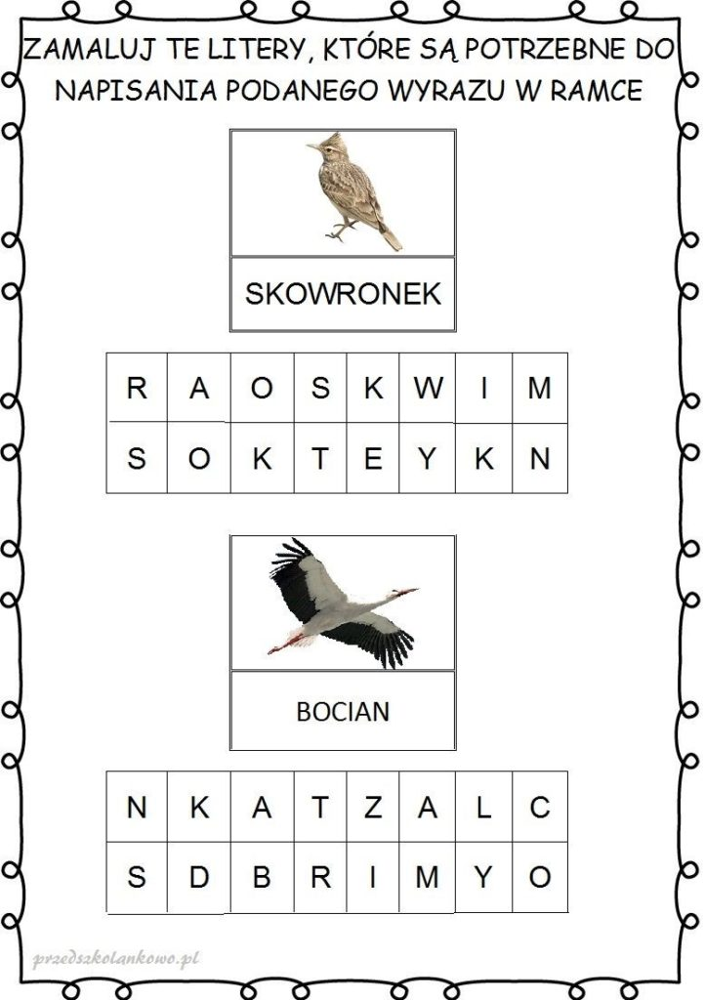 ZAMALUJ TE LITERY, KTÓRE SĄ POTRZEBNE DO
NAPISANIA PODANEGO WYRAZU W RAMCE
SKOWRONEK
R A O S K W I M
S O K T E Y K N
BOCIAN
N K A T Z A L C
S D B R I M Y O
przedszkolankowo.pl